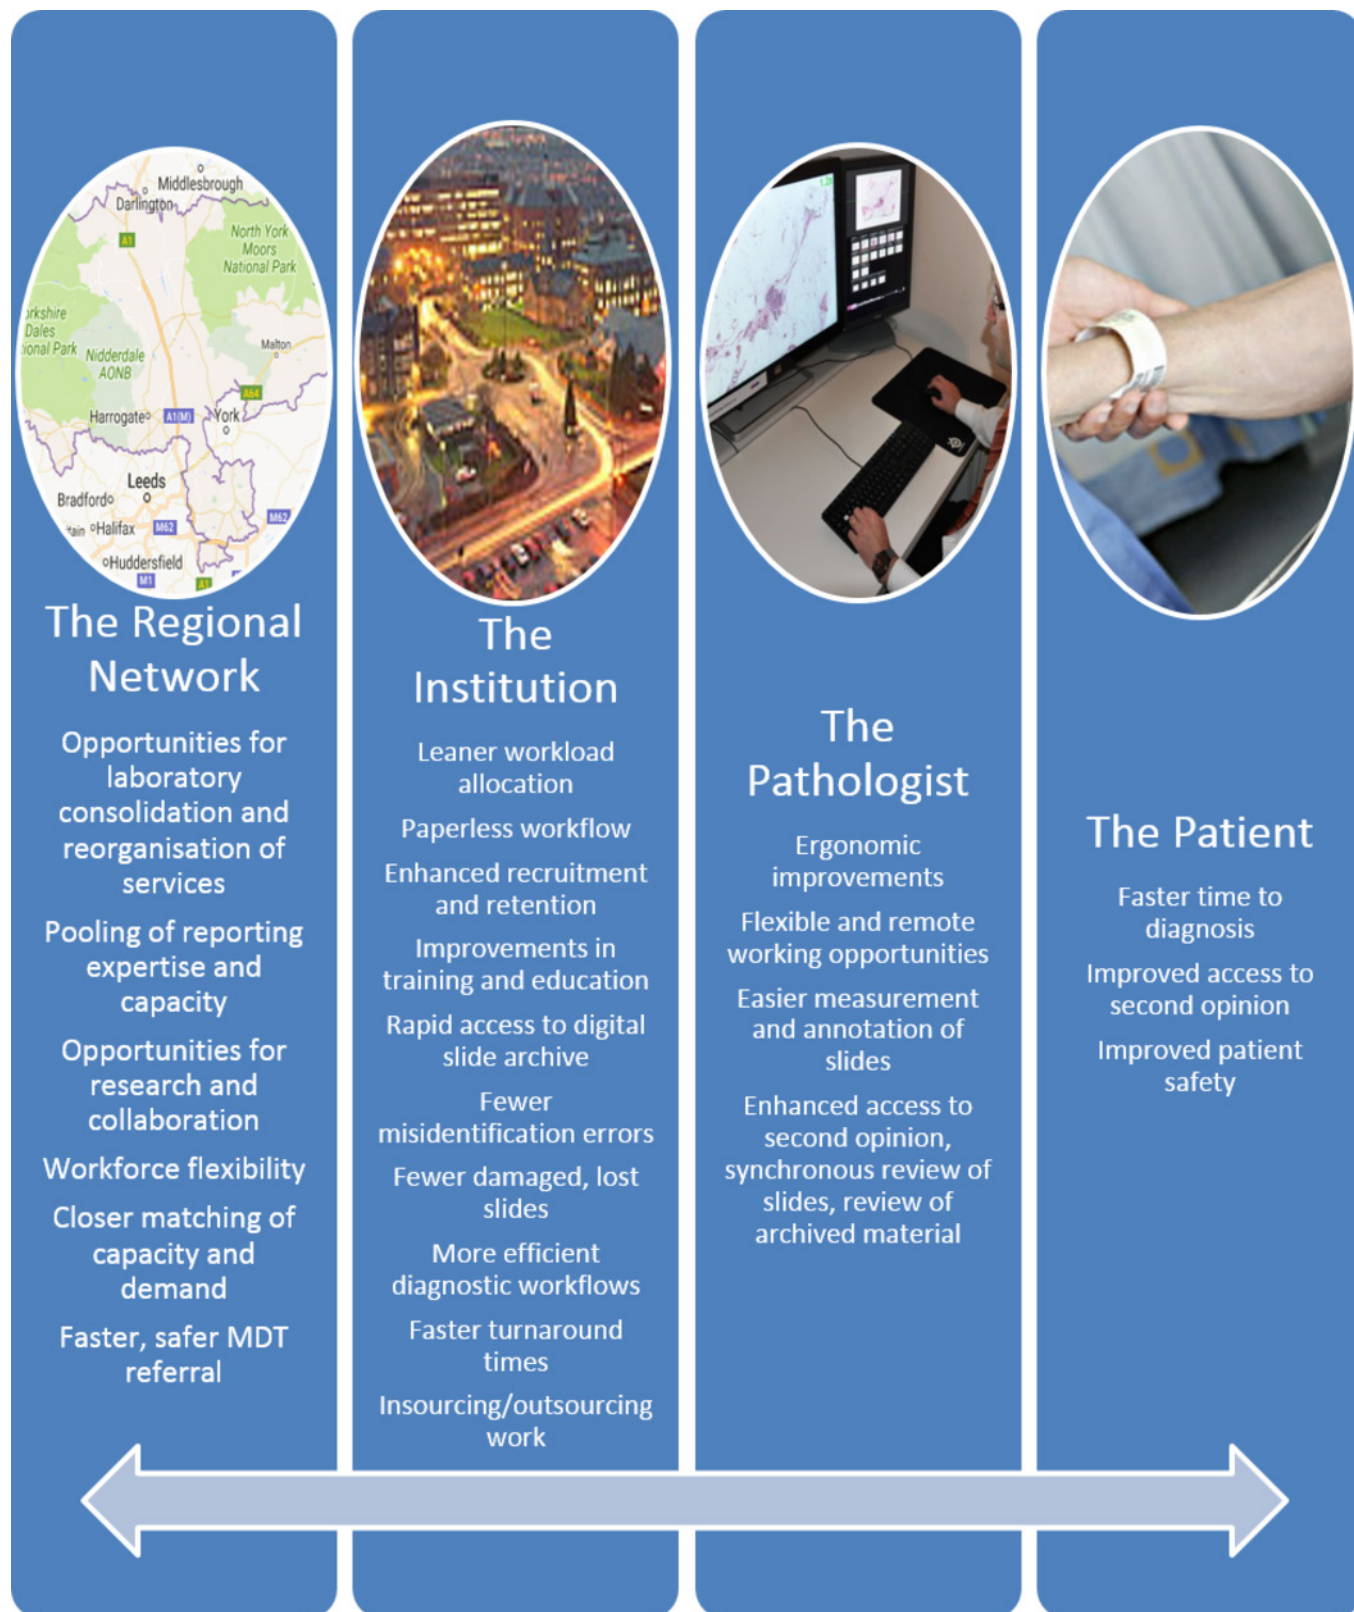 Middlesbrough
Darlington
A1
North York
Moors
National Park
Dales
Nidderdale
AONB
Malton
A64
Harrogate
A1(M)
York
Leeds
Bradford
Halifax
M62
M62
Huddersfield
M1
A1
The Regional
Network
Opportunities for
laboratory
consolidation and
reorganisation of
services
Pooling of reporting
expertise and
capacity
Opportunities for
research and
collaboration
Workforce flexibility
Closer matching of
capacity and
demand
Faster, safer MDT
referral
The
Institution
Leaner workload
allocation
Paperless workflow
Enhanced recruitment
and retention
Improvements in
training and education
Rapid access to digital
slide archive
Fewer
misidentification errors
Fewer damaged, lost
slides
More efficient
diagnostic workflows
Faster turnaround
times
Insourcing/outsourcing
work
The
Pathologist
Ergonomic
improvements
Flexible and remote
working opportunities
Easier measurement
and annotation of
slides
Enhanced access to
second opinion,
synchronous review of
slides, review of
archived material
The Patient
Faster time to
diagnosis
Improved access to
second opinion
Improved patient
safety